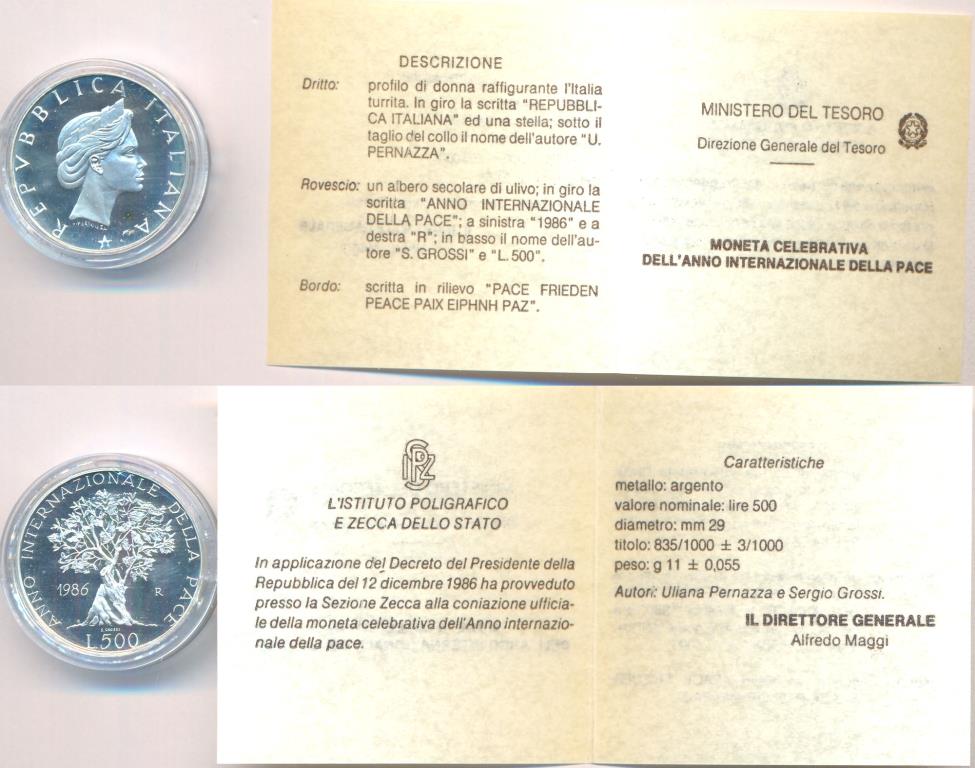 REPVBBLICA ITALIANA
DESCRIZIONE
Dritto: profilo di donna raffigurante l'Italia
turrita. In giro la scritta "REPUBBLI-
CA ITALIANA" ed una stella; sotto il
taglio del collo il nome dell'autore "U.
PERNAZZA".
Rovescio: un albero secolare di ulivo; in giro la
scritta "ANNO INTERNAZIONALE
DELLA PACE"; a sinistra "1986" e a
destra "R"; in basso il nome dell'au-
tore "S. GROSSI" e "L. 500".
Bordo: scritta in rilievo "PACE FRIEDEN
PEACE PAIX EIPHNH PAZ".
MINISTERO DEL TESORO
Direzione Generale del Tesoro
MONETA CELEBRATIVA
DELL'ANNO INTERNAZIONALE DELLA PACE
ANNO INTERNAZIONALE DELLA PACE
1986 R
S. GROSSI
L.500
L'ISTITUTO POLIGRAFICO
E ZECCA DELLO STATO
In applicazione del Decreto del Presidente della
Repubblica del 12 dicembre 1986 ha provveduto
presso la Sezione Zecca alla coniazione ufficia-
le della moneta celebrativa dell'Anno internazio-
nale della pace.
Caratteristiche
metallo: argento
valore nominale: lire 500
diametro: mm 29
titolo: 835/1000 ± 3/1000
peso: g 11 ± 0,055
Autori: Uliana Pernazza e Sergio Grossi.
IL DIRETTORE GENERALE
Alfredo Maggi